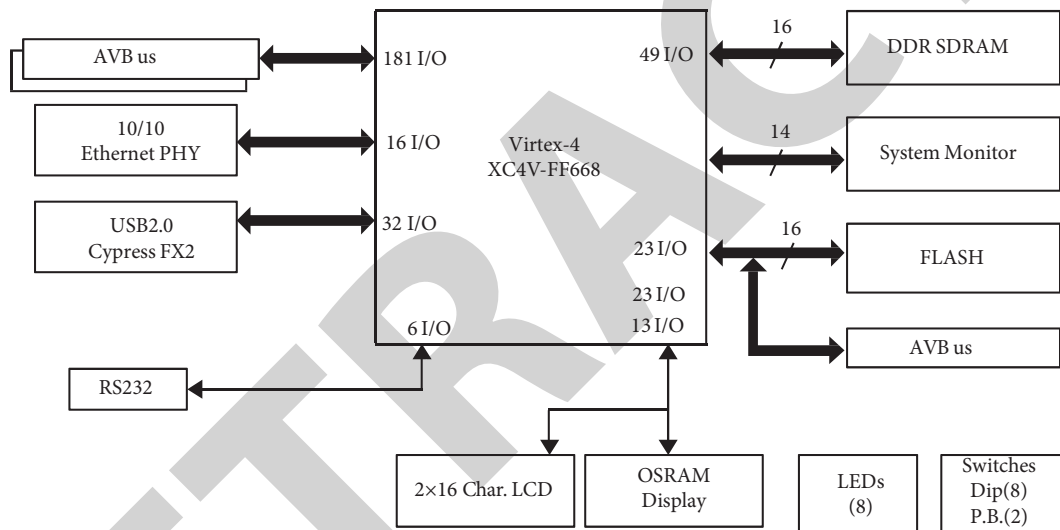 AVB us
181 I/O
49 I/O
16
DDR SDRAM
10/10
Ethernet PHY
16 I/O
Virtex-4
XC4V-FF668
14
System Monitor
USB2.0
Cypress FX2
32 I/O
23 I/O
16
FLASH
23 I/O
13 I/O
6 I/O
AVB us
RS232
2×16 Char. LCD
OSRAM
Display
LEDs
(8)
Switches
Dip(8)
P.B.(2)